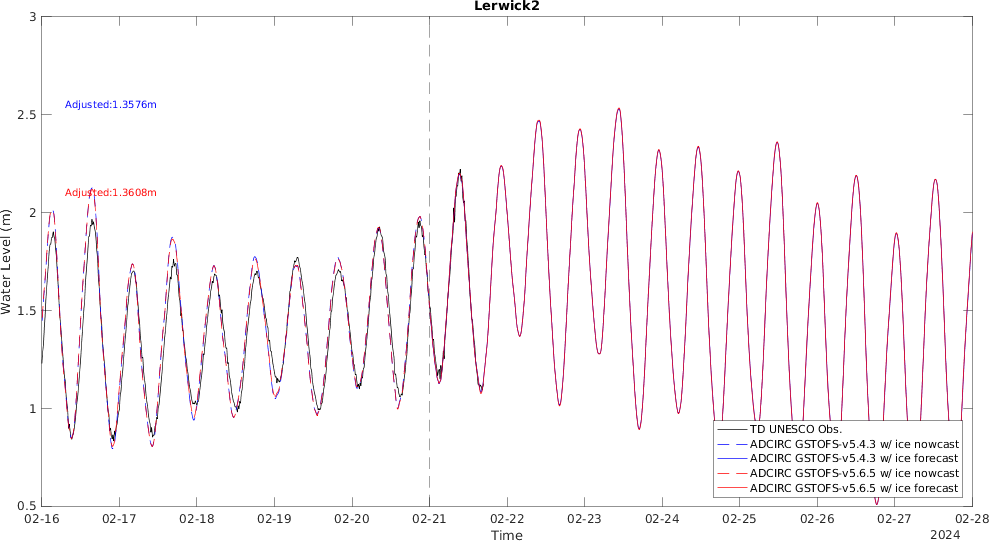 Lerwick2
3
2.5
2
1.5
1
0.5
Water Level (m)
Adjusted:1.3576m
Adjusted:1.3608m
TD UNESCO Obs.
ADCIRC GSTOFS-v5.4.3 w/ ice nowcast
ADCIRC GSTOFS-v5.4.3 w/ ice forecast
ADCIRC GSTOFS-v5.6.5 w/ ice nowcast
ADCIRC GSTOFS-v5.6.5 w/ ice forecast
02-16 02-17 02-18 02-19 02-20 02-21 02-22 02-23 02-24 02-25 02-26 02-27 02-28
Time
2024